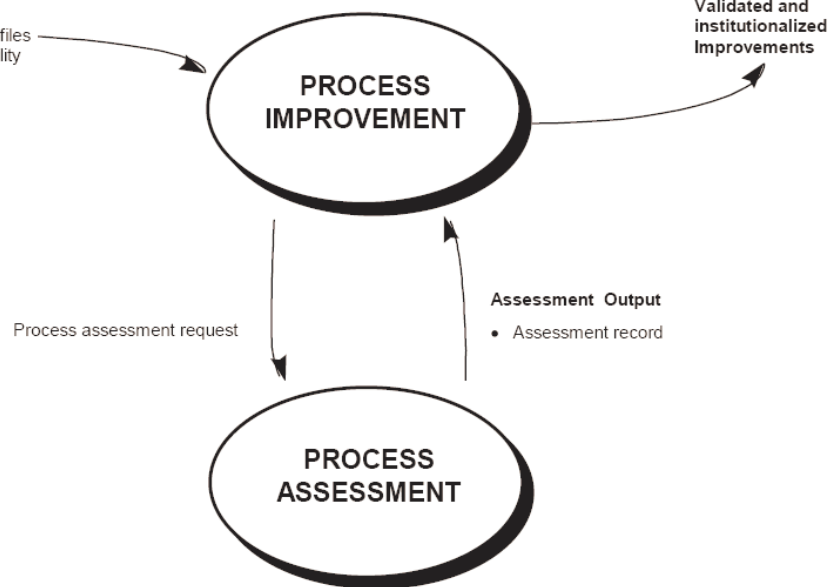 files
lity
Validated and
institutionalized
Improvements
PROCESS
IMPROVEMENT
Process assessment request
Assessment Output
• Assessment record
PROCESS
ASSESSMENT